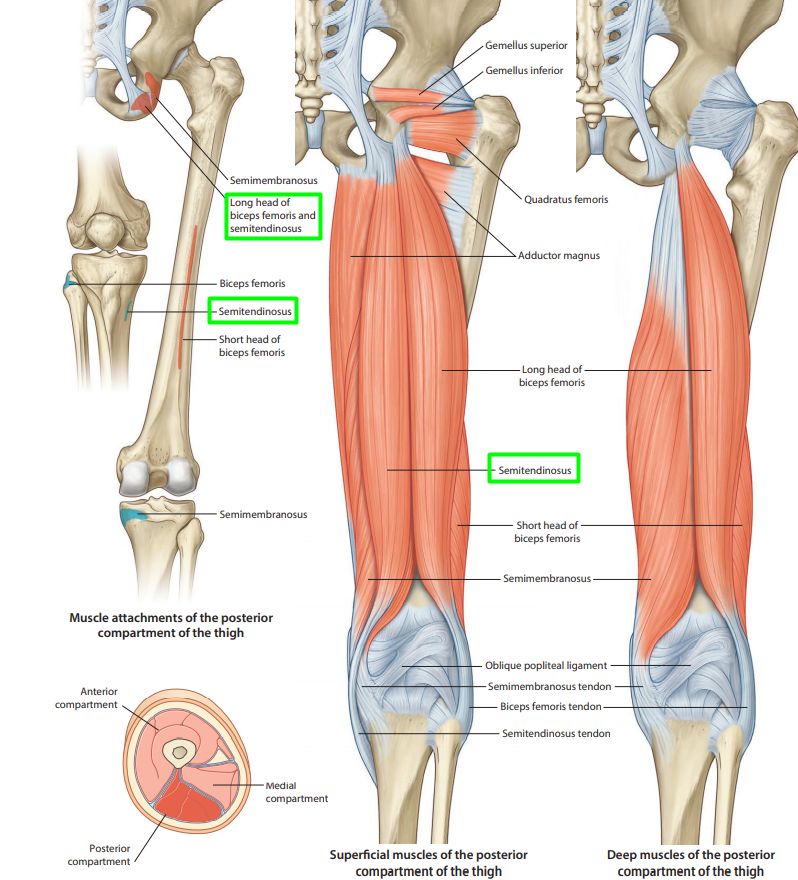 Gemellus superior
Gemellus inferior
Semimembranosus
Long head of
biceps femoris and
semitendinosus
Quadratus femoris
Adductor magnus
Biceps femoris
Semitendinosus
Short head of
biceps femoris
Long head of
biceps femoris
Semitendinosus
Semimembranosus
Short head of
biceps femoris
Semimembranosus
Muscle attachments of the posterior
compartment of the thigh
Oblique popliteal ligament
Semimembranosus tendon
Biceps femoris tendon
Semitendinosus tendon
Anterior
compartment
Medial
compartment
Posterior
compartment
Superficial muscles of the posterior
compartment of the thigh
Deep muscles of the posterior
compartment of the thigh